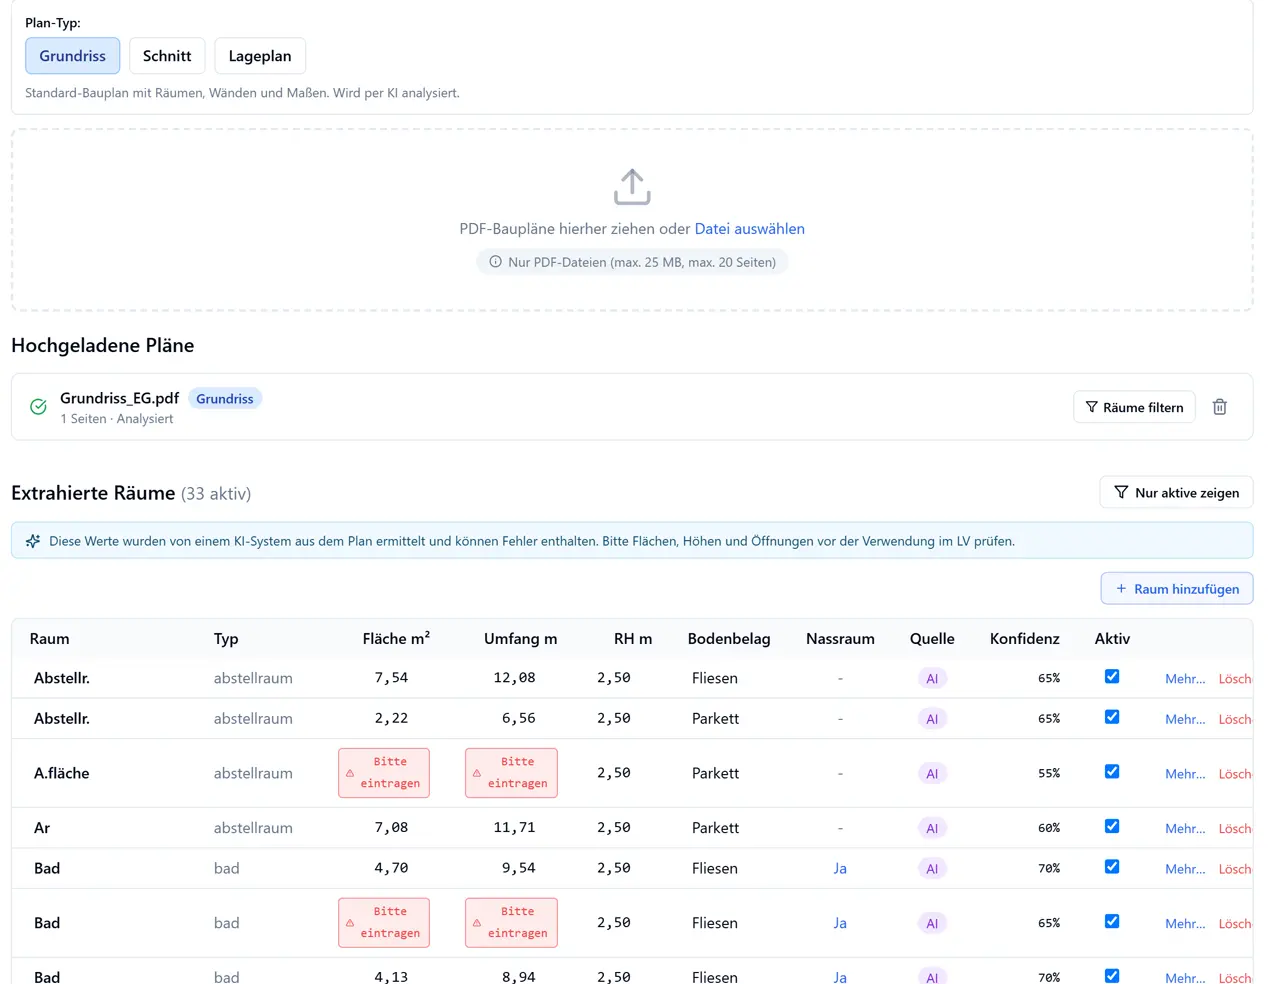 Plan-Typ:
Grundriss Schnitt Lageplan
Standard-Bauplan mit Räumen, Wänden und Maßen. Wird per KI analysiert.
PDF-Baupläne hierher ziehen oder Datei auswählen
Nur PDF-Dateien (max. 25 MB, max. 20 Seiten)
Hochgeladene Pläne
Grundriss_EG.pdf Grundriss
1 Seiten · Analysiert
Räume filtern
Extrahierte Räume (33 aktiv)
Nur aktive zeigen
Diese Werte wurden von einem KI-System aus dem Plan ermittelt und können Fehler enthalten. Bitte Flächen, Höhen und Öffnungen vor der Verwendung im LV prüfen.
+ Raum hinzufügen
Raum Typ Fläche m² Umfang m RH m Bodenbelag Nassraum Quelle Konfidenz Aktiv
Abstellr. abstellraum 7,54 12,08 2,50 Fliesen - AI 65% Mehr... Lösch
Abstellr. abstellraum 2,22 6,56 2,50 Parkett - AI 65% Mehr... Lösch
A.fläche abstellraum Bitte eintragen Bitte eintragen 2,50 Parkett - AI 55% Mehr... Lösch
Ar abstellraum 7,08 11,71 2,50 Parkett - AI 60% Mehr... Lösch
Bad bad 4,70 9,54 2,50 Fliesen Ja AI 70% Mehr... Lösch
Bad bad Bitte eintragen Bitte eintragen 2,50 Fliesen Ja AI 65% Mehr... Lösch
Bad bad 4,13 8,94 2,50 Fliesen Ja AI 70% Mehr... Lösch